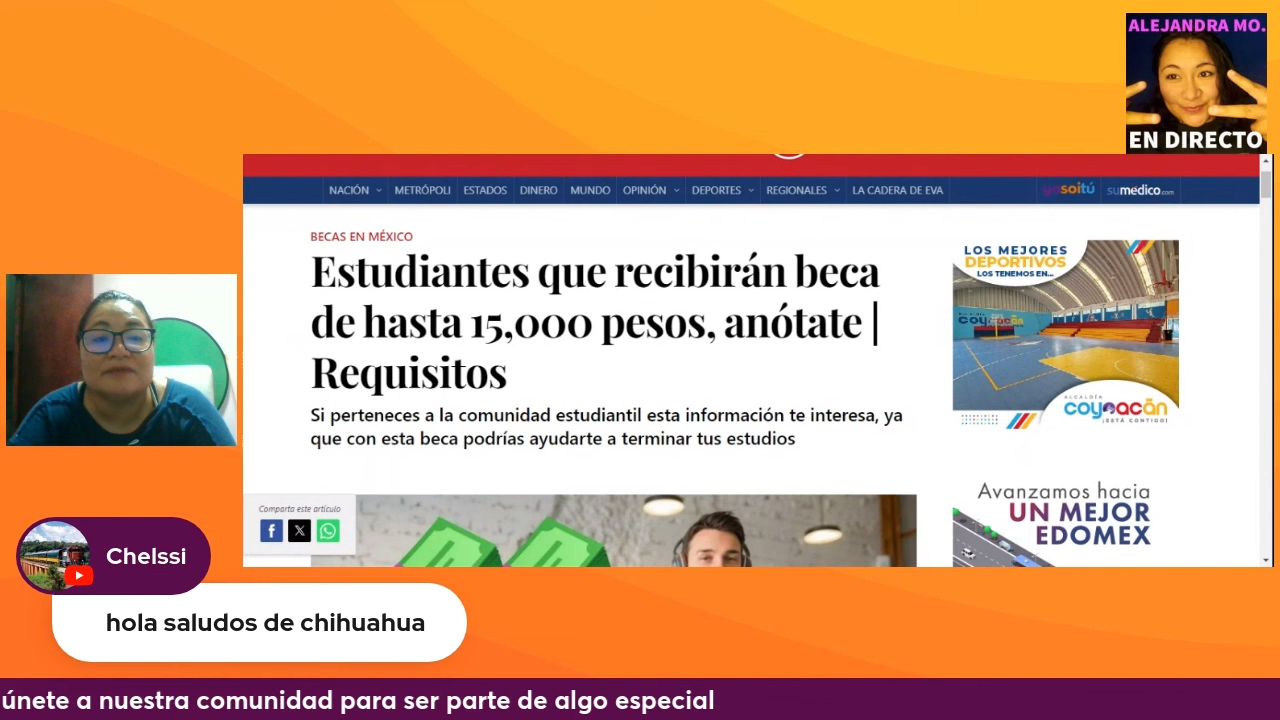 ALEJANDRA MO.
EN DIRECTO
NACIÓN
METRÓPOLI
ESTADOS
DINERO
MUNDO
OPINIÓN
DEPORTES
REGIONALES
LA CADERA DE EVA
yosoitú
sumédico.com
BECAS EN MÉXICO
Estudiantes que recibirán beca
de hasta 15,000 pesos, anótate |
Requisitos
Si perteneces a la comunidad estudiantil esta información te interesa, ya
que con esta beca podrías ayudarte a terminar tus estudios
Comparta este artículo
LOS MEJORES
DEPORTIVOS
LOS TENEMOS EN...
ALCALDÍA
coyoacán
¡ESTÁ CONTIGO!
Avanzamos hacia
UN MEJOR
EDOMEX
Chelssi
hola saludos de chihuahua
únete a nuestra comunidad para ser parte de algo especial